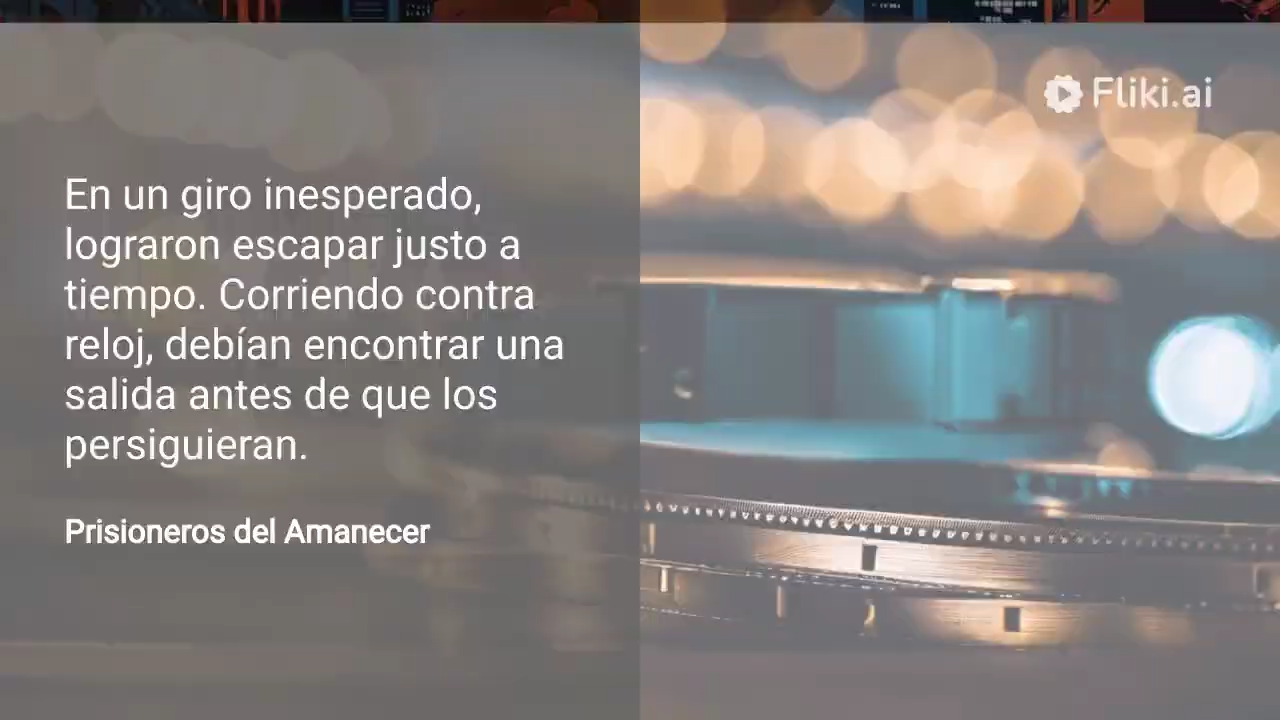 Fliki.ai
En un giro inesperado,
lograron escapar justo a
tiempo. Corriendo contra
reloj, debían encontrar una
salida antes de que los
persiguieran.
Prisioneros del Amanecer